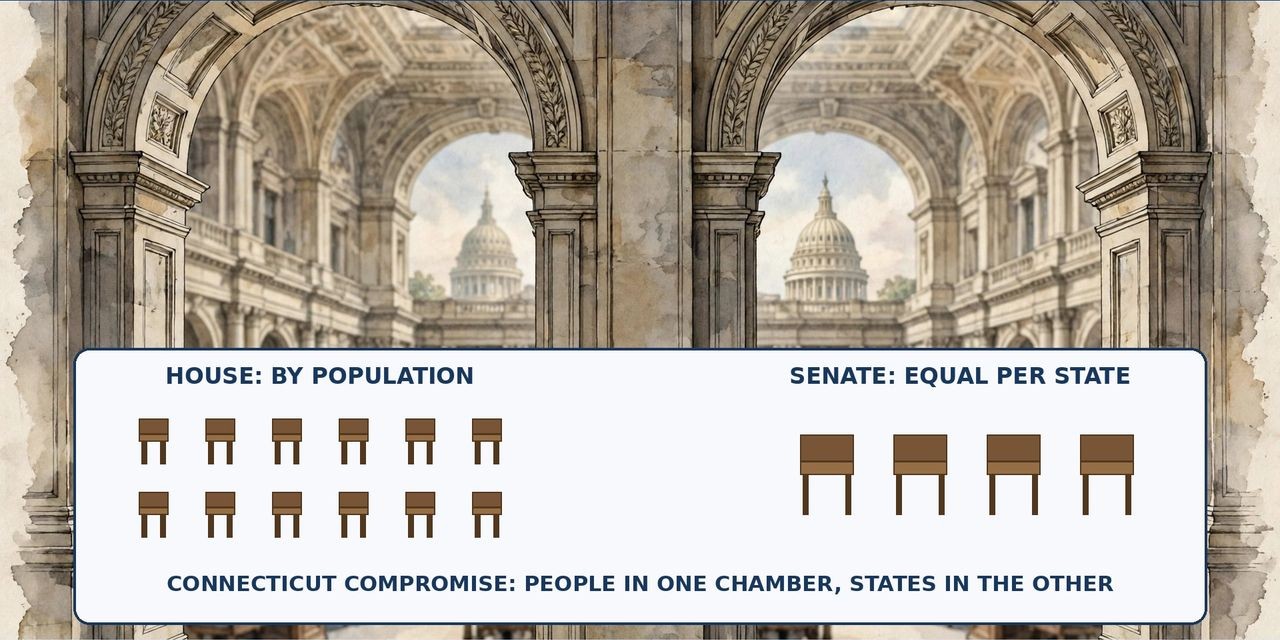 HOUSE: BY POPULATION
SENATE: EQUAL PER STATE
CONNECTICUT COMPROMISE: PEOPLE IN ONE CHAMBER, STATES IN THE OTHER